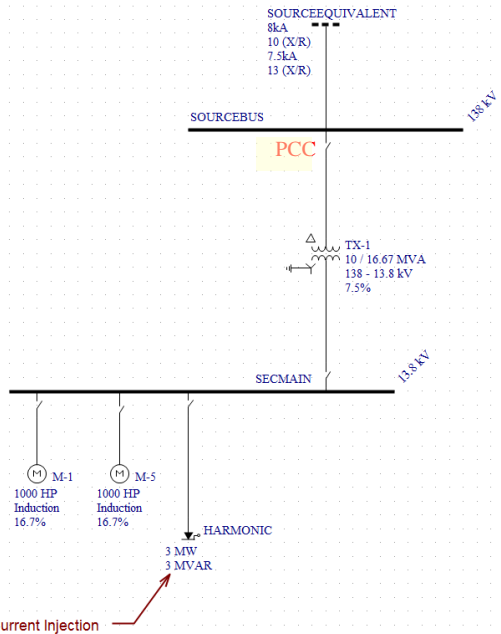 SOURCEEQUIVALENT
8kA
10 (X/R)
7.5kA
13 (X/R)
138 kV
SOURCEBUS
PCC
TX-1
10 / 16.67 MVA
138 - 13.8 kV
7.5%
13.8 kV
SECMAIN
M
M-1
1000 HP
Induction
16.7%
M
M-5
1000 HP
Induction
16.7%
HARMONIC
3 MW
3 MVAR
urrent Injection